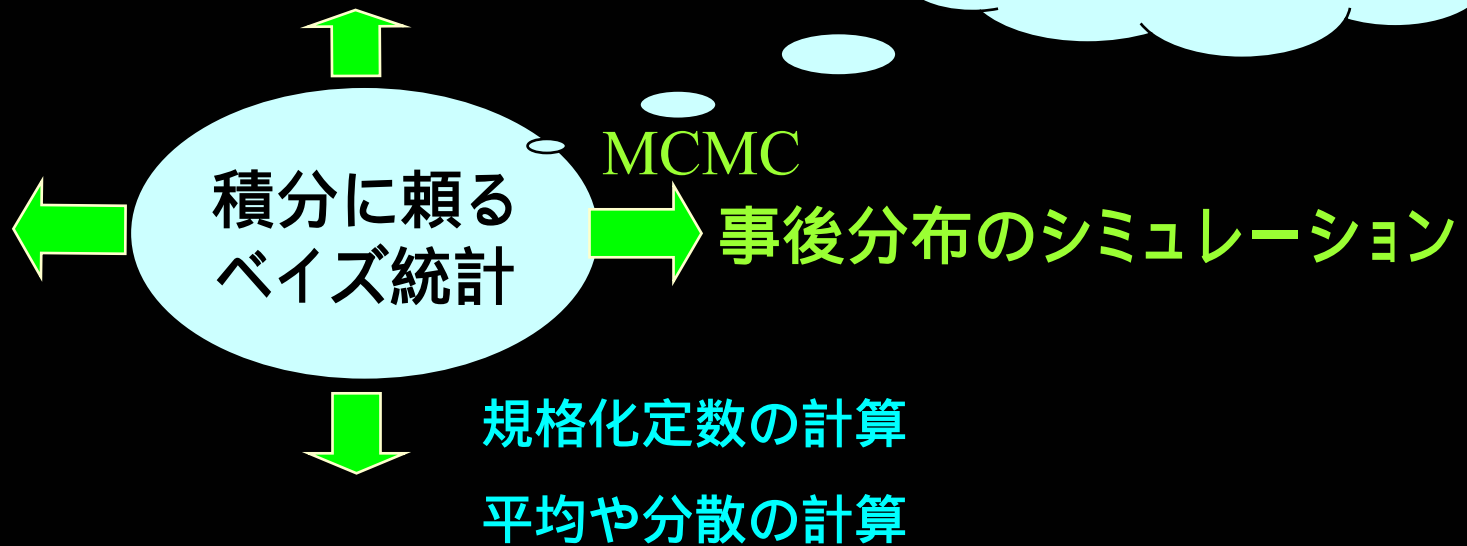 MCMC
積分に頼る
ベイズ統計
事後分布のシミュレーション
規格化定数の計算
平均や分散の計算